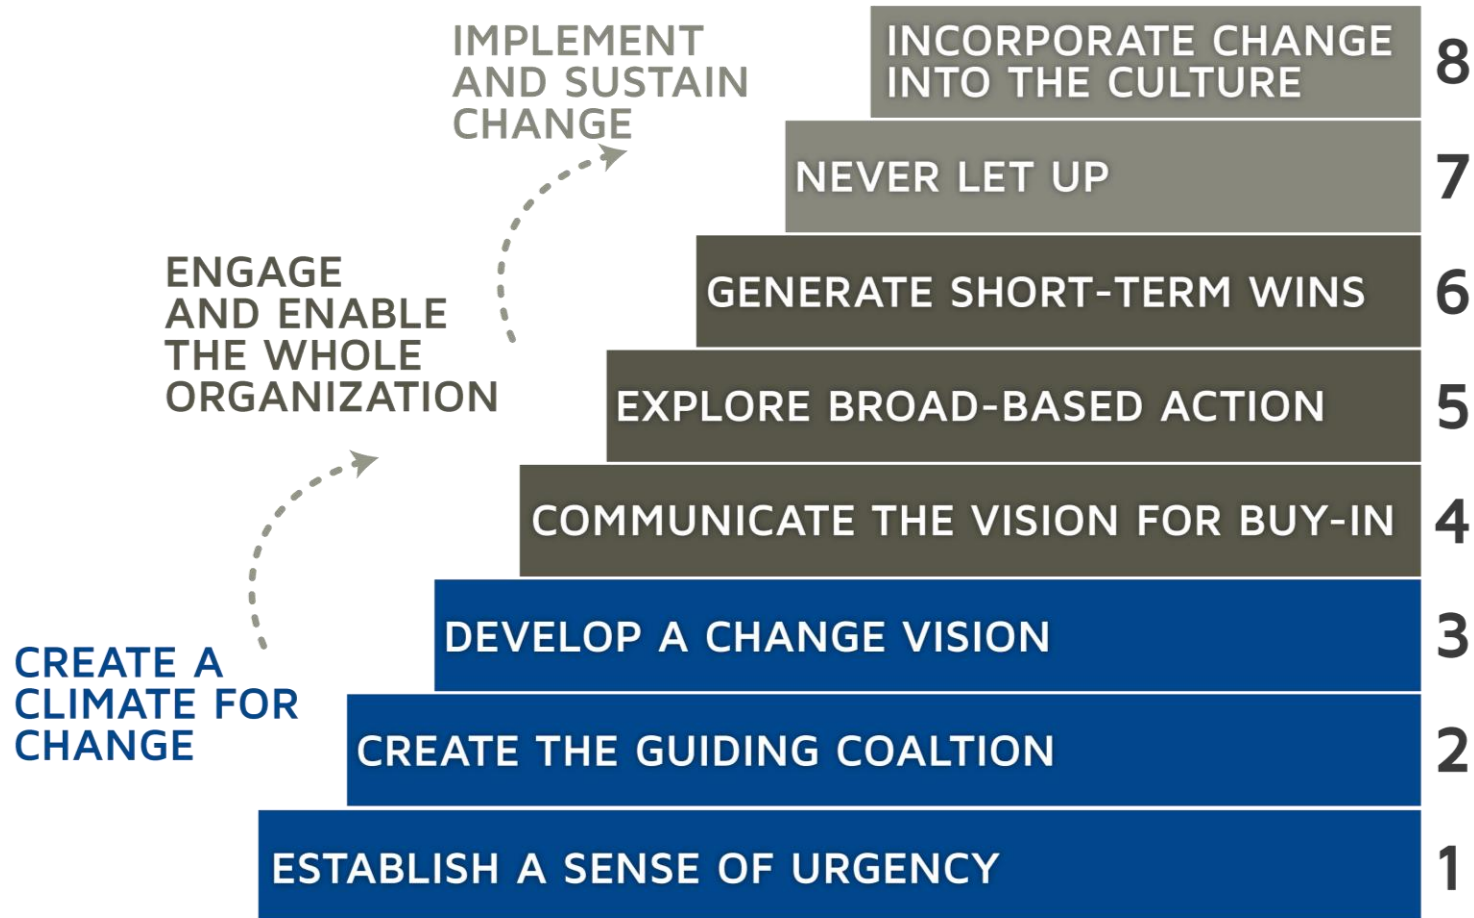 IMPLEMENT
AND SUSTAIN
CHANGE
INCORPORATE CHANGE
INTO THE CULTURE
8
NEVER LET UP
7
ENGAGE
AND ENABLE
THE WHOLE
ORGANIZATION
GENERATE SHORT-TERM WINS
6
EXPLORE BROAD-BASED ACTION
5
COMMUNICATE THE VISION FOR BUY-IN
4
CREATE A
CLIMATE FOR
CHANGE
DEVELOP A CHANGE VISION
3
CREATE THE GUIDING COALTION
2
ESTABLISH A SENSE OF URGENCY
1